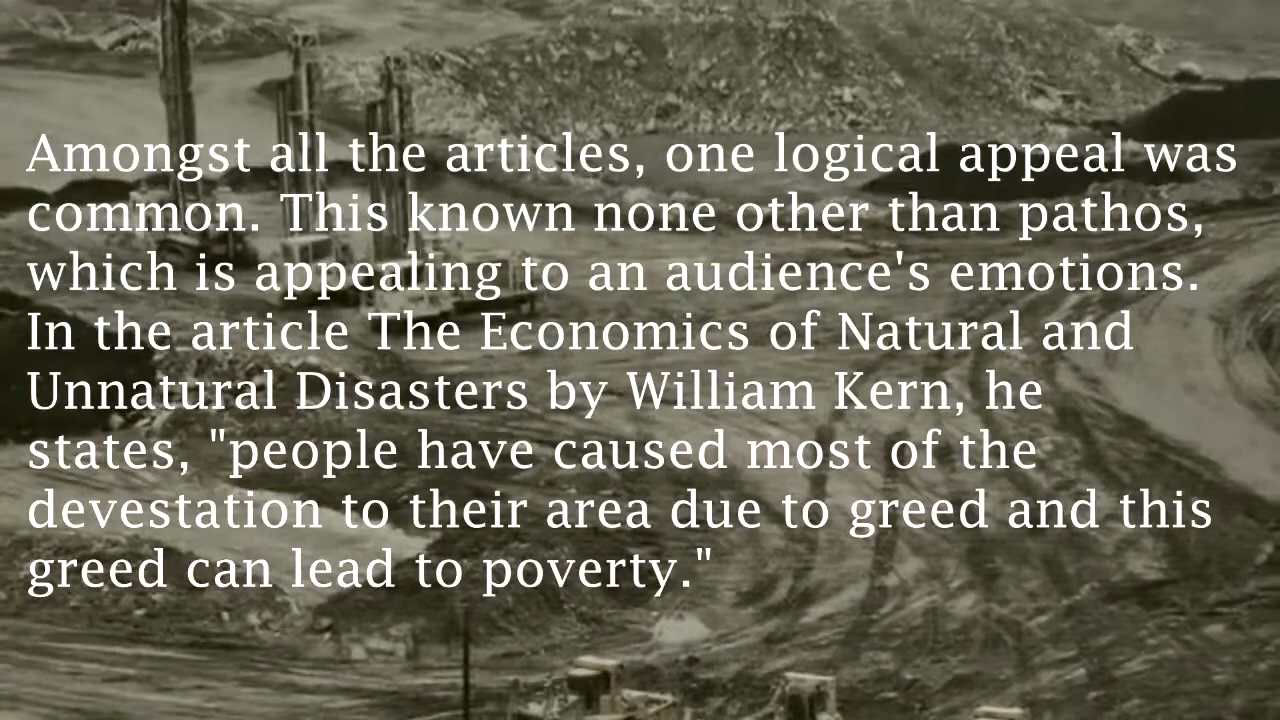 Amongst all the articles, one logical appeal was
common. This known none other than pathos,
which is appealing to an audience's emotions.
In the article The Economics of Natural and
Unnatural Disasters by William Kern, he
states, "people have caused most of the
devestation to their area due to greed and this
greed can lead to poverty."